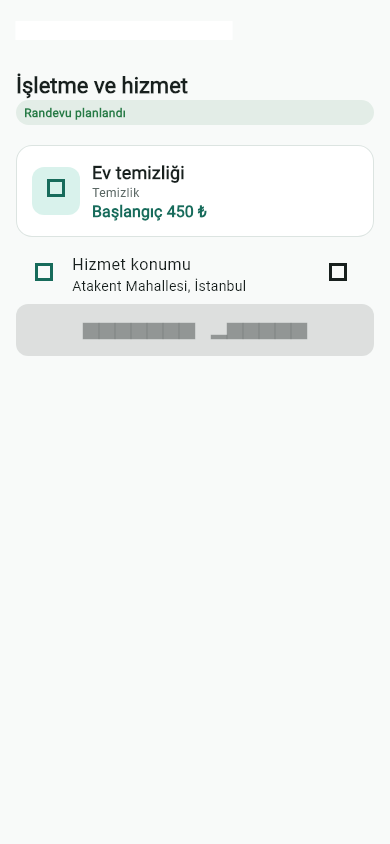 İşletme ve hizmet
Randevu planlandı
Ev temizliği
Temizlik
Başlangıç 450 ₺
Hizmet konumu
Atakent Mahallesi, İstanbul